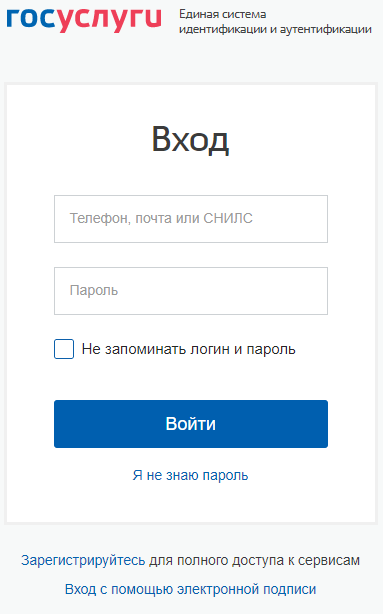 госуслуги
Единая система
идентификации и аутентификации
Вход
Телефон, почта или СНИЛС
Пароль
Не запоминать логин и пароль
Войти
Я не знаю пароль
Зарегистрируйтесь для полного доступа к сервисам
Вход с помощью электронной подписи